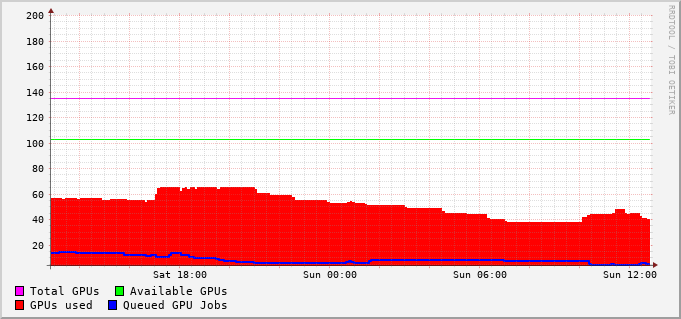 200
180
160
140
120
100
80
60
40
20
Sat 18:00 Sun 00:00 Sun 06:00 Sun 12:00
Total GPUs Available GPUs
GPUs used Queued GPU Jobs
RRDTOOL / TOBI OETIKER